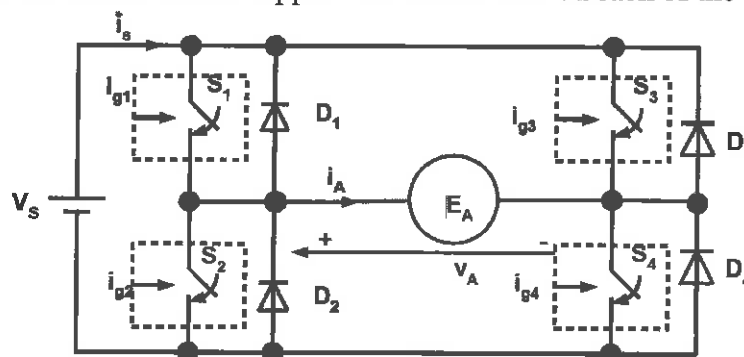 i_s
i_g1
S_1
D_1
i_g3
S_3
D
V_S
i_A
E_A
+
-
v_A
i_g2
S_2
D_2
i_g4
S_4
D